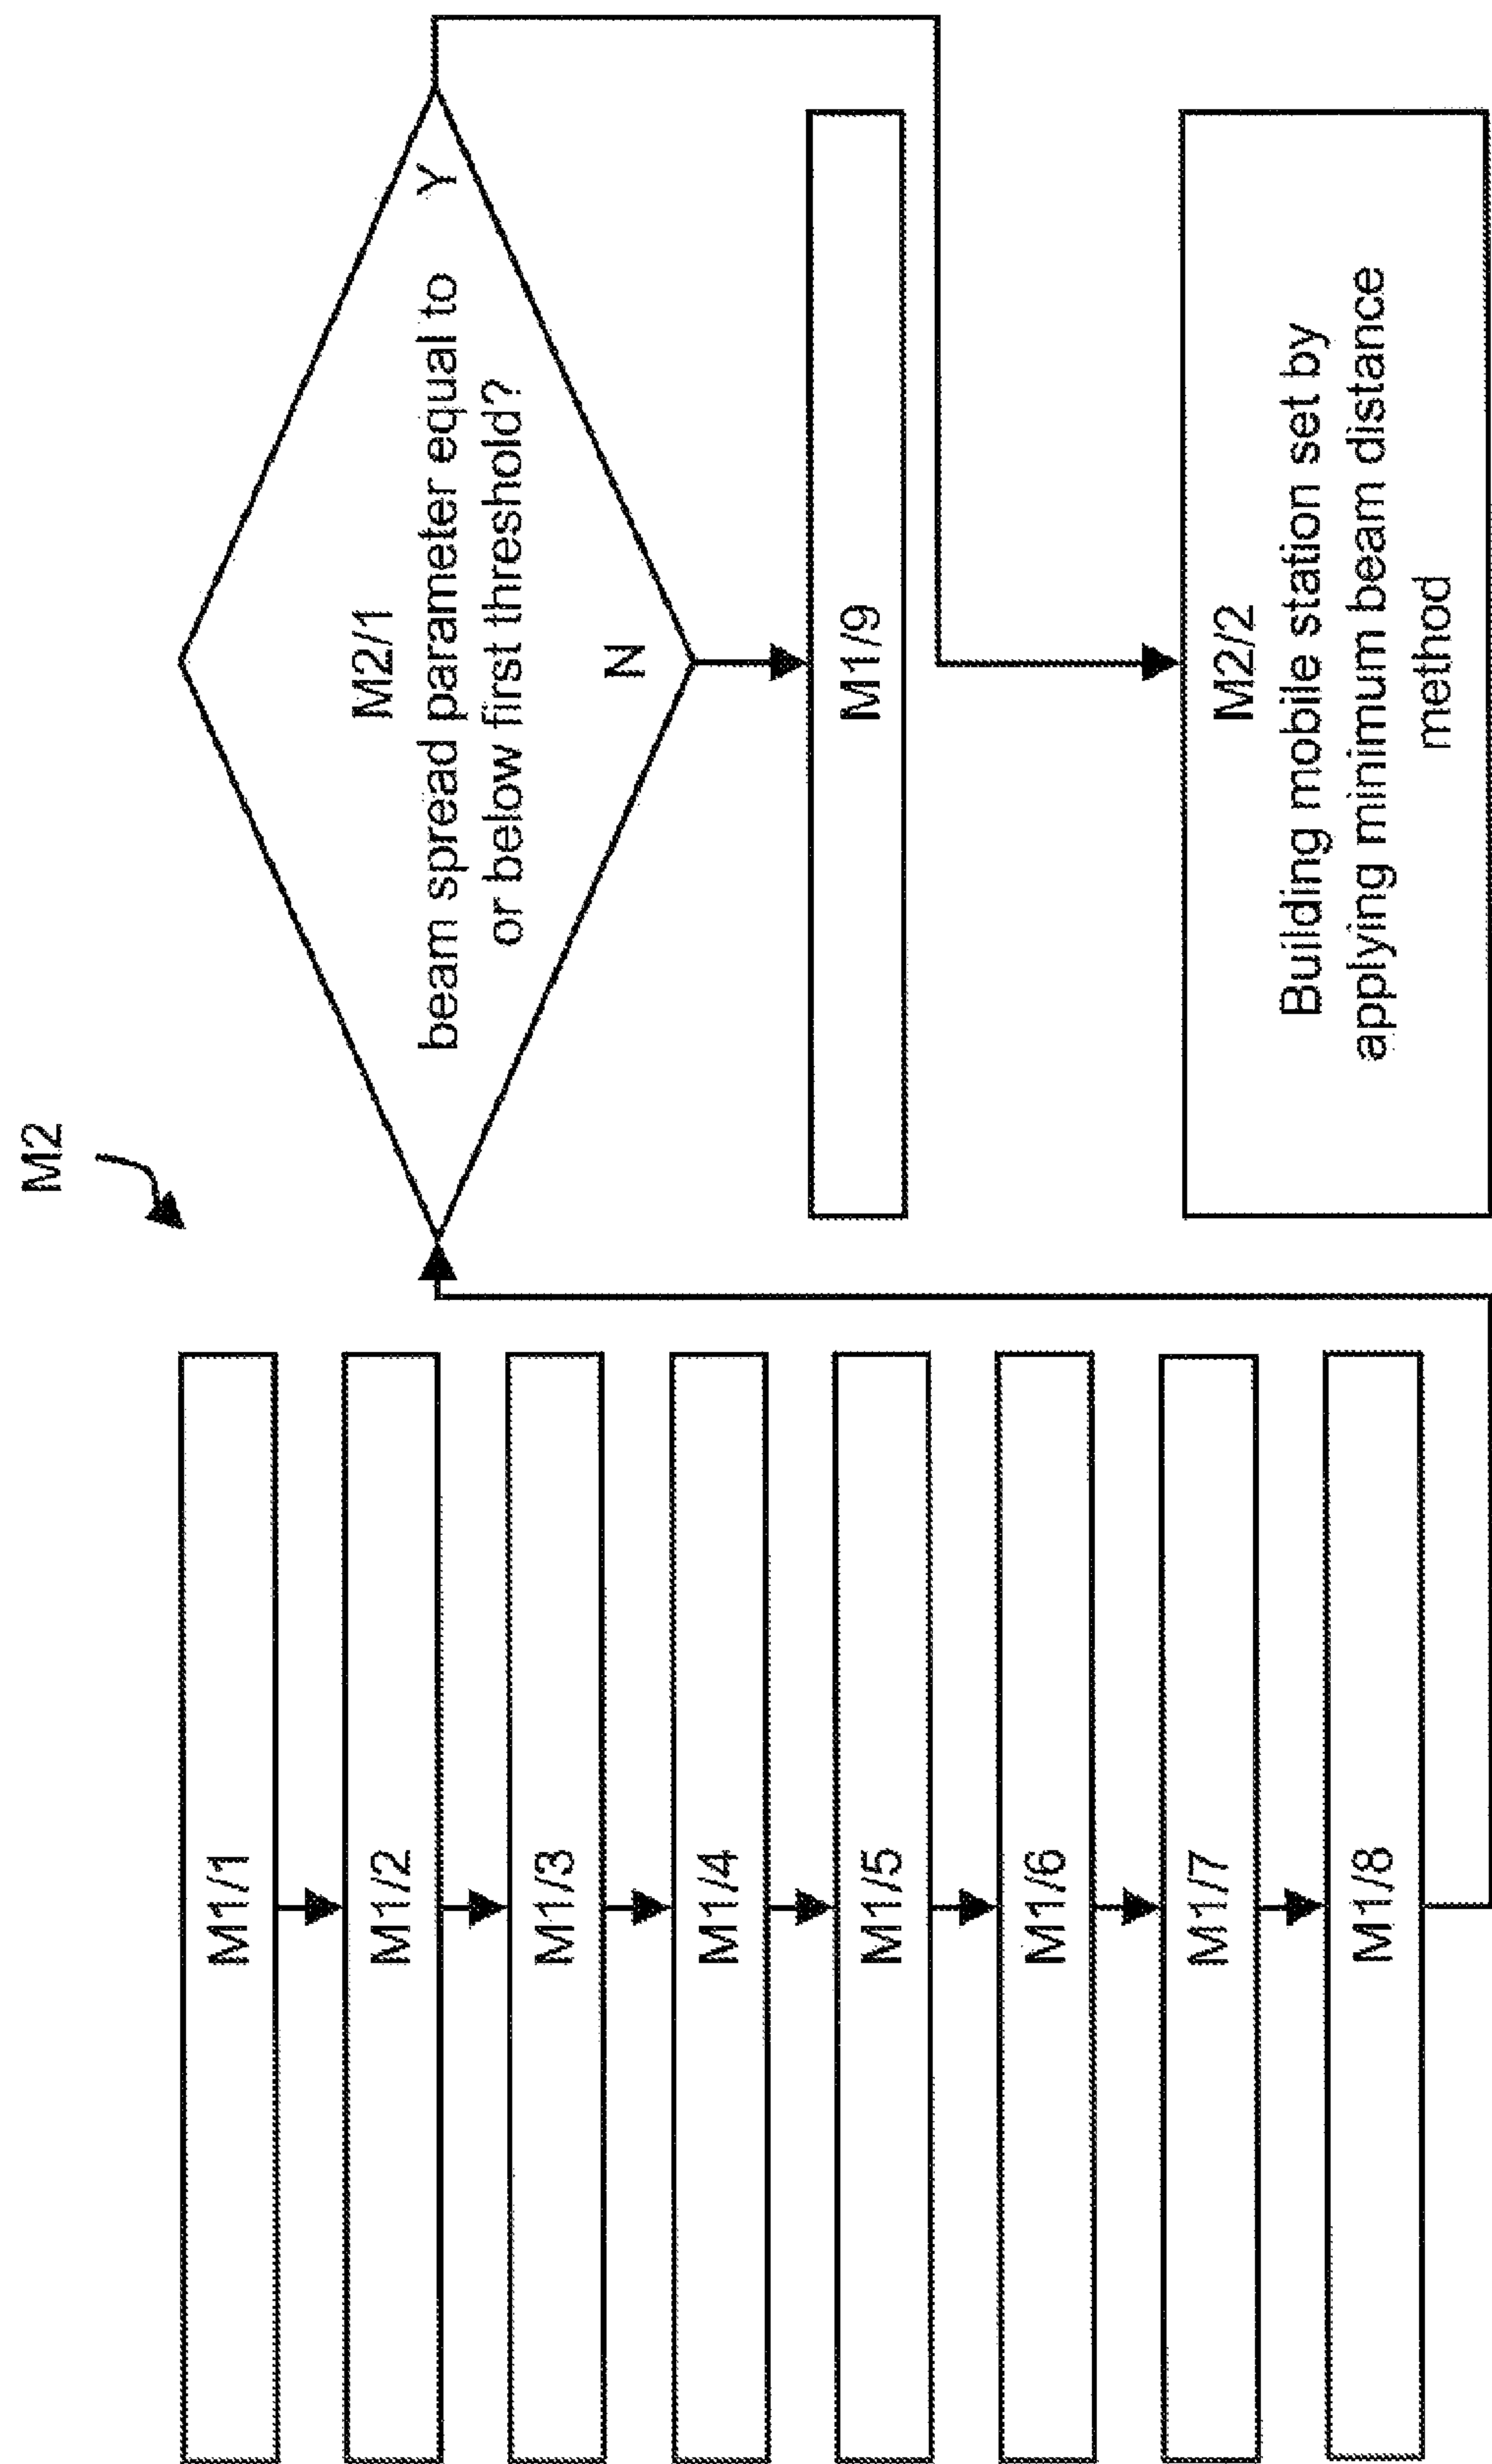 M2
M1/1
M1/2
M1/3
M1/4
M1/5
M1/6
M1/7
M1/8
M2/1
beam spread parameter equal to
or below first threshold?
Y
N
M1/9
M2/2
Building mobile station set by
applying minimum beam distance
method